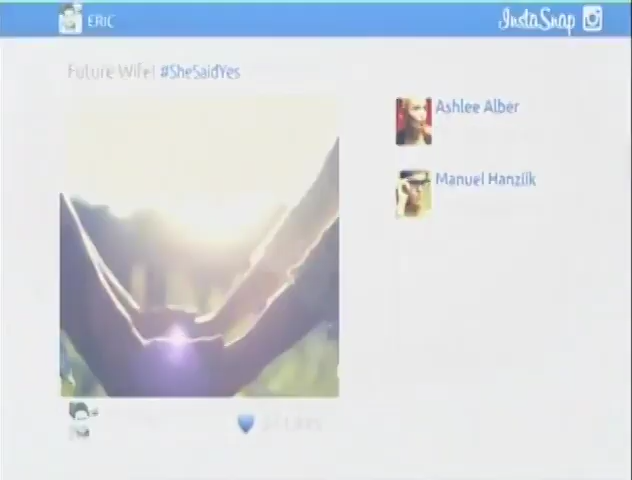 ERIC
InstaSnap
Future Wife! #SheSaidYes
Ashlee Alber
Manuel Hanzlik